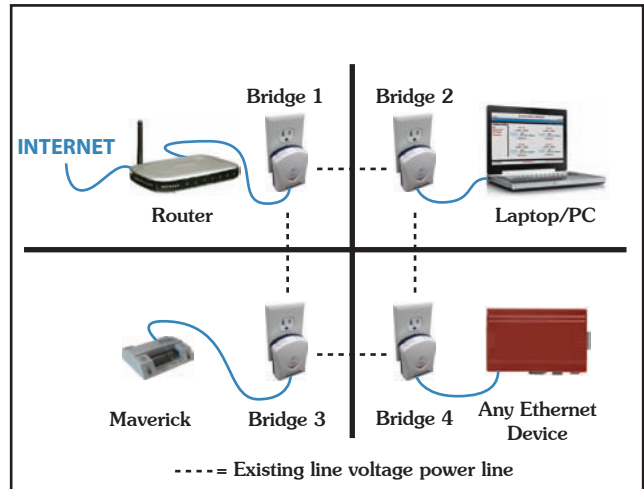 Bridge 1
Bridge 2
INTERNET
Router
Laptop/PC
Maverick
Bridge 3
Bridge 4
Any Ethernet
Device
= Existing line voltage power line